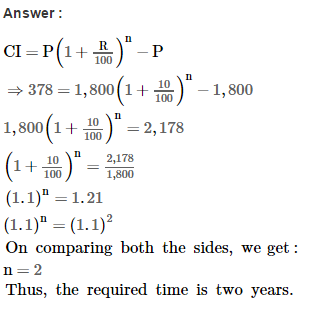 Answer :
CI = P(1 + R/100)^n − P
⇒ 378 = 1,800(1 + 10/100)^n − 1,800
1,800(1 + 10/100)^n = 2,178
(1 + 10/100)^n = 2,178/1,800
(1.1)^n = 1.21
(1.1)^n = (1.1)^2
On comparing both the sides, we get :
n = 2
Thus, the required time is two years.